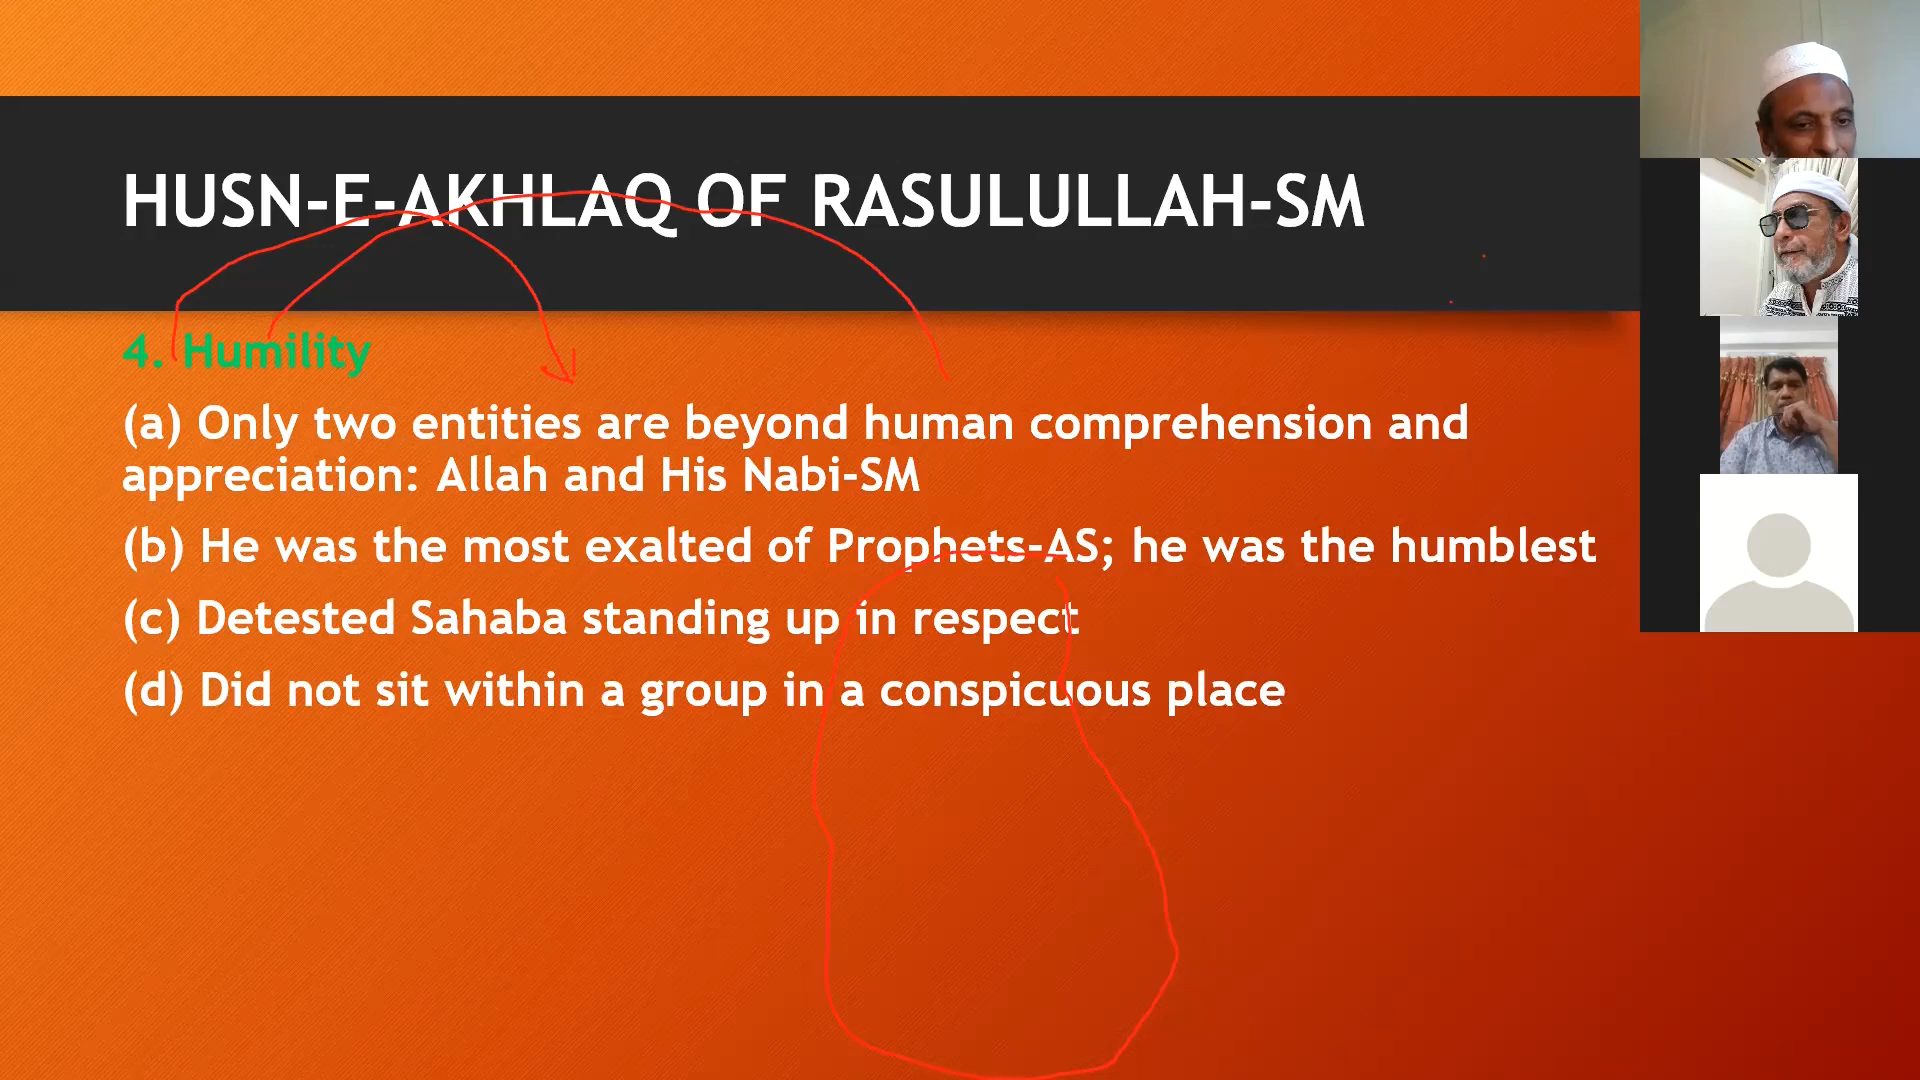 HUSN-E-AKHLAQ OF RASULULLAH-SM
4. Humility
(a) Only two entities are beyond human comprehension and
appreciation: Allah and His Nabi-SM
(b) He was the most exalted of Prophets-AS; he was the humblest
(c) Detested Sahaba standing up in respect
(d) Did not sit within a group in a conspicuous place